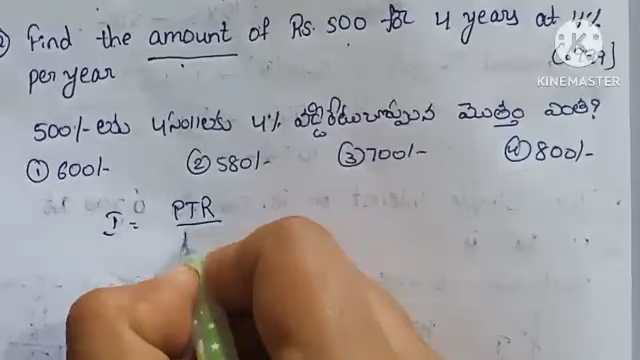 Find the amount of Rs. 500 for 4 years at 4%
per year
500/-లకు 4సం॥లకు 4% వడ్డీరేటు చొప్పున మొత్తం ఎంత?
① 600/- ② 580/- ③ 700/- ④ 800/-
I = PTR
KINEMASTER